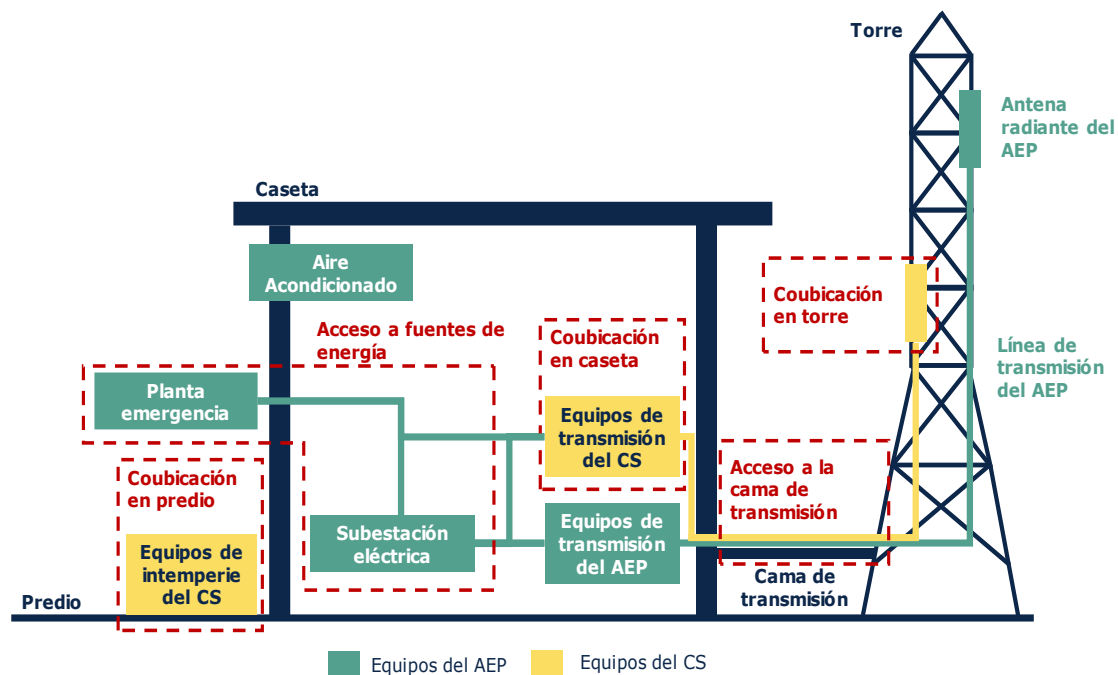 Torre
Antena
radiante del
AEP
Caseta
Aire
Acondicionado
Coubicación
en torre
Acceso a fuentes de
energía
Coubicación
en caseta
Línea de
transmisión
del AEP
Planta
emergencia
Equipos de
transmisión
del CS
Coubicación
en predio
Acceso a la
cama de
transmisión
Subestación
eléctrica
Equipos de
transmisión
del AEP
Equipos de
intemperie
del CS
Cama de
transmisión
Predio
Equipos del AEP
Equipos del CS